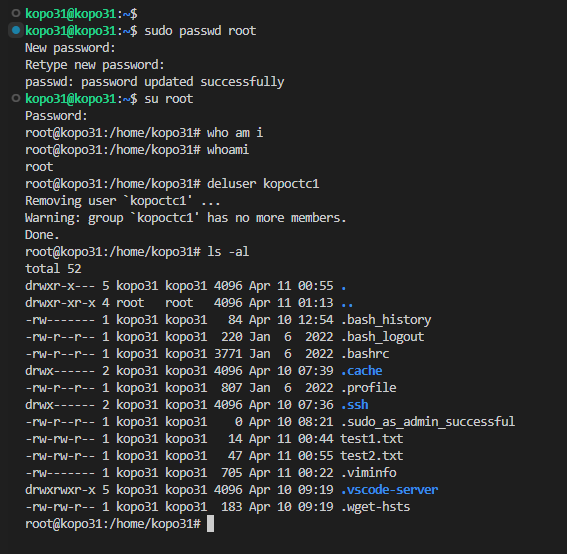 kopo31@kopo31:~$
kopo31@kopo31:~$ sudo passwd root
New password:
Retype new password:
passwd: password updated successfully
kopo31@kopo31:~$ su root
Password:
root@kopo31:/home/kopo31# who am i
root@kopo31:/home/kopo31# whoami
root
root@kopo31:/home/kopo31# deluser kopoctc1
Removing user `kopoctc1' ...
Warning: group `kopoctc1' has no more members.
Done.
root@kopo31:/home/kopo31# ls -al
total 52
drwxr-x--- 5 kopo31 kopo31 4096 Apr 11 00:55 .
drwxr-xr-x 4 root   root   4096 Apr 11 01:13 ..
-rw------- 1 kopo31 kopo31   84 Apr 10 12:54 .bash_history
-rw-r--r-- 1 kopo31 kopo31  220 Jan  6  2022 .bash_logout
-rw-r--r-- 1 kopo31 kopo31 3771 Jan  6  2022 .bashrc
drwx------ 2 kopo31 kopo31 4096 Apr 10 07:39 .cache
-rw-r--r-- 1 kopo31 kopo31  807 Jan  6  2022 .profile
drwx------ 2 kopo31 kopo31 4096 Apr 10 07:36 .ssh
-rw-r--r-- 1 kopo31 kopo31    0 Apr 10 08:21 .sudo_as_admin_successful
-rw-rw-r-- 1 kopo31 kopo31   14 Apr 11 00:44 test1.txt
-rw-rw-r-- 1 kopo31 kopo31   47 Apr 11 00:55 test2.txt
-rw------- 1 kopo31 kopo31  705 Apr 11 00:22 .viminfo
drwxrwxr-x 5 kopo31 kopo31 4096 Apr 10 09:19 .vscode-server
-rw-rw-r-- 1 kopo31 kopo31  183 Apr 10 09:19 .wget-hsts
root@kopo31:/home/kopo31#